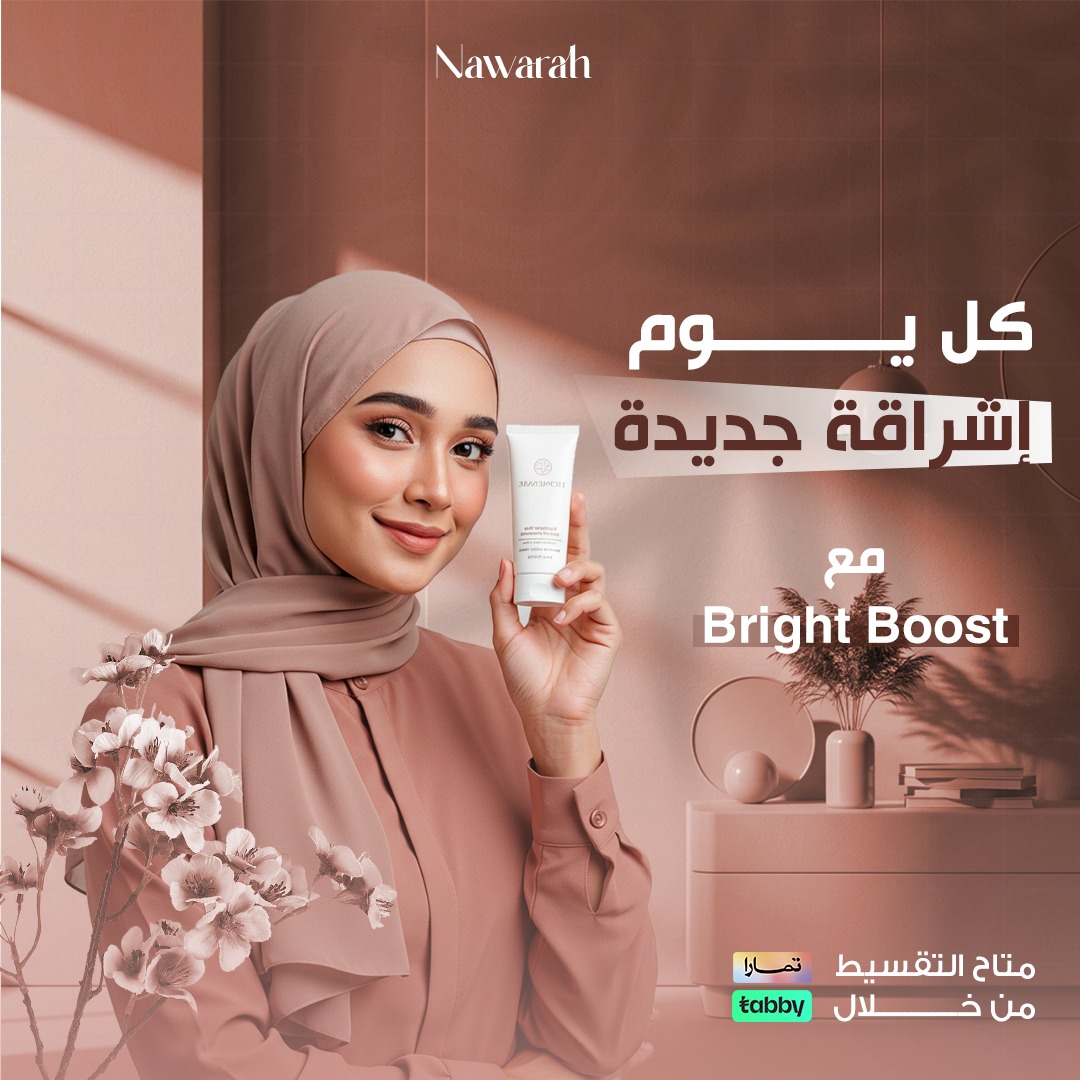 Nawarah
كل يوم
إشراقة جديدة
مع
Bright Boost
متاح التقسيط تمارا
من خلال tabby